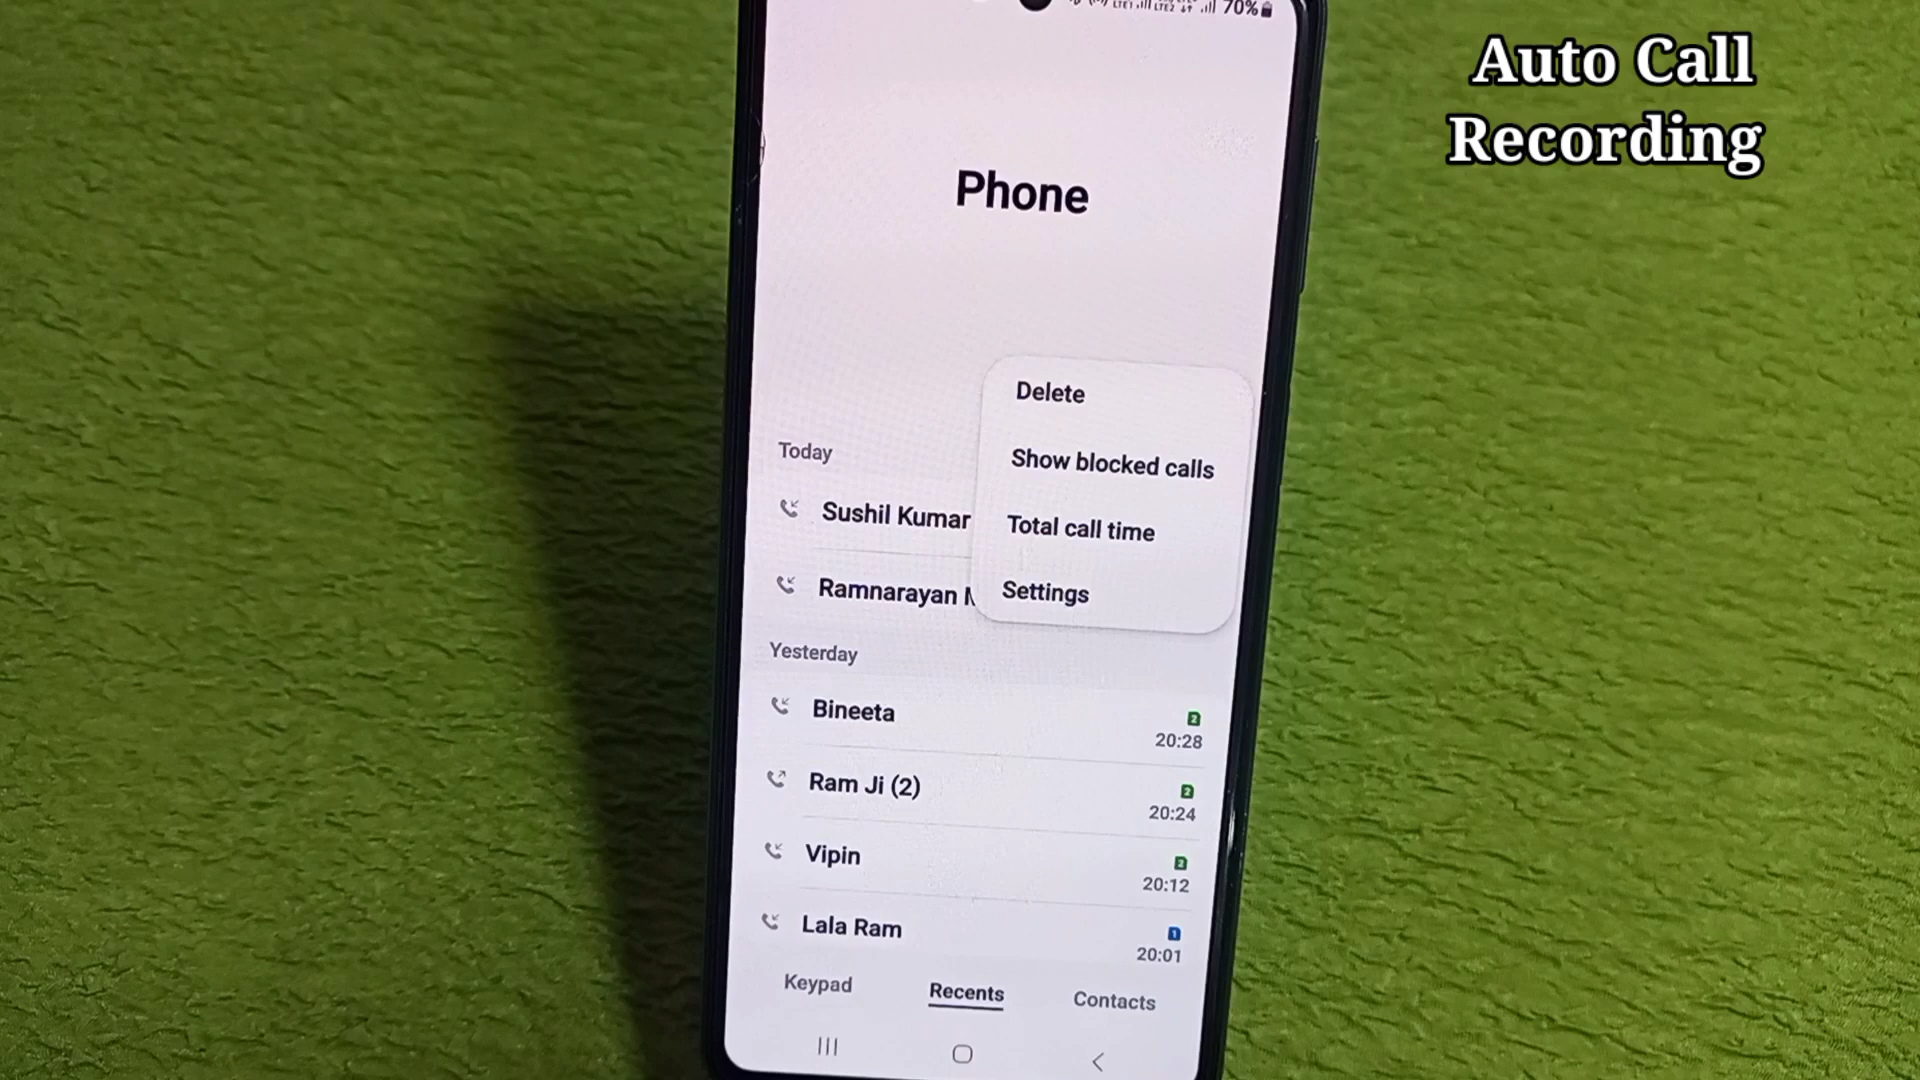 LTE1 LTE2 70%
Auto Call
Recording
Phone
Delete
Show blocked calls
Today
Sushil Kumar
Total call time
Ramnarayan
Settings
Yesterday
Bineeta
2
20:28
Ram Ji (2)
2
20:24
Vipin
2
20:12
Lala Ram
1
20:01
Keypad
Recents
Contacts